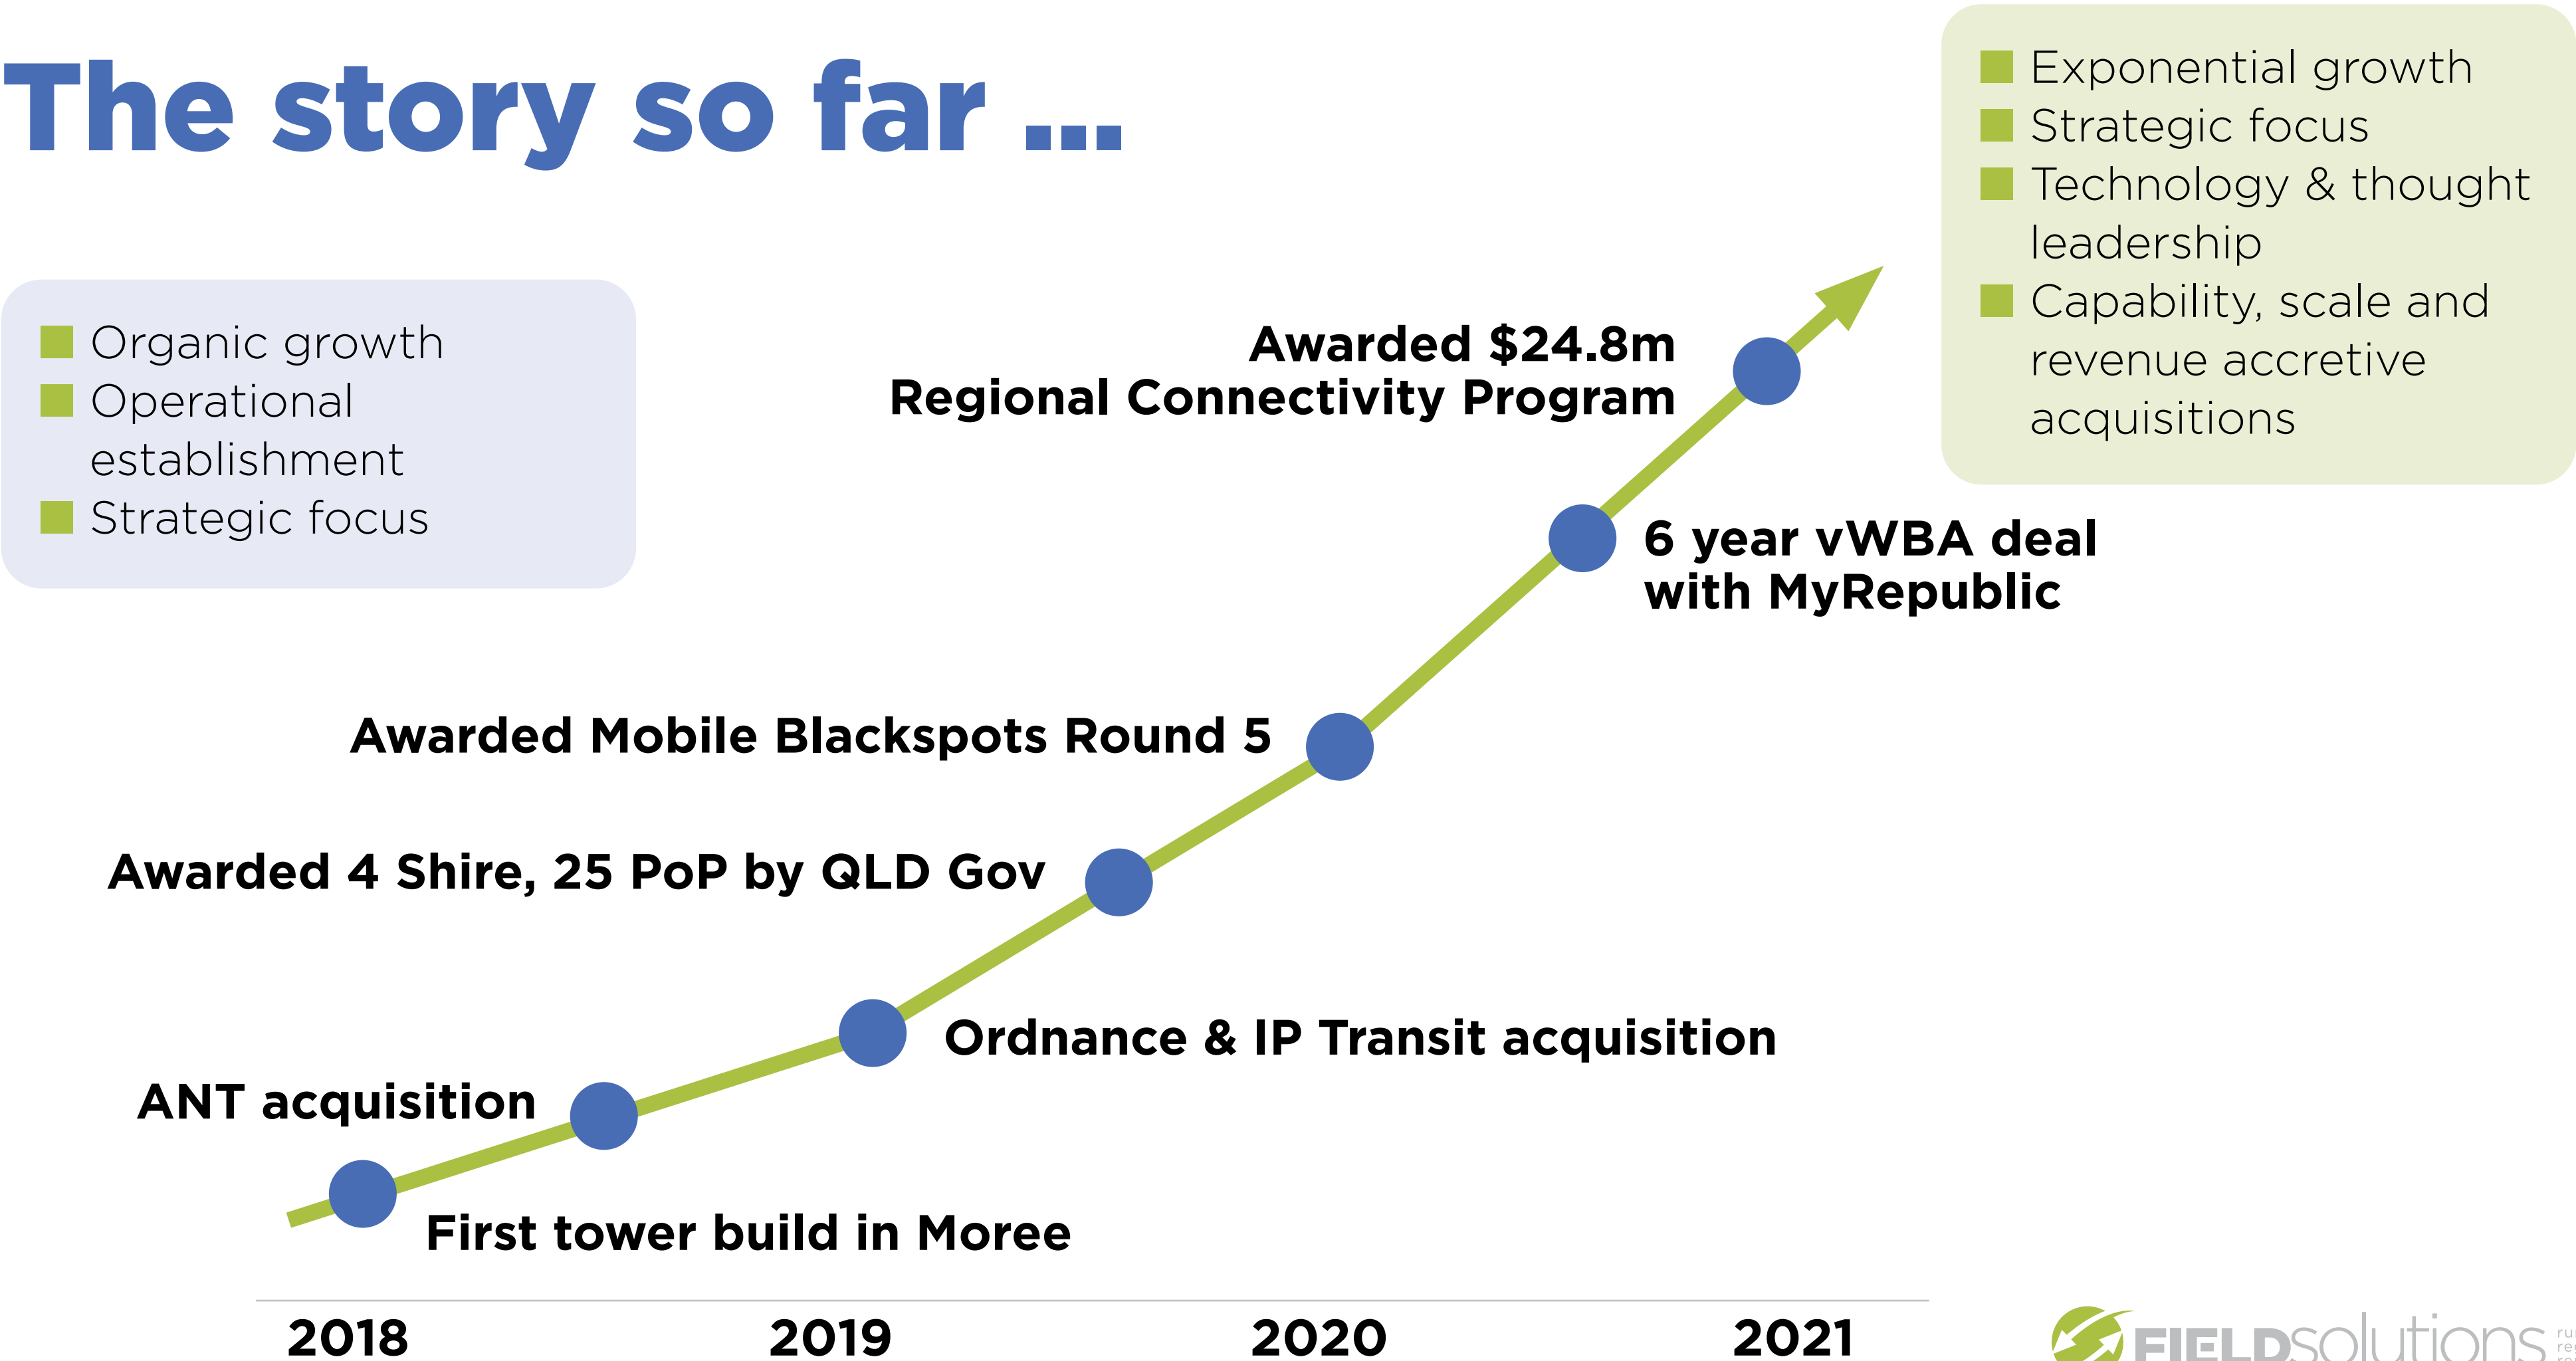 The story so far ...
Organic growth
Operational
establishment
Strategic focus
Exponential growth
Strategic focus
Technology & thought
leadership
Capability, scale and
revenue accretive
acquisitions
Awarded $24.8m
Regional Connectivity Program
6 year vWBA deal
with MyRepublic
Awarded Mobile Blackspots Round 5
Awarded 4 Shire, 25 PoP by QLD Gov
Ordnance & IP Transit acquisition
ANT acquisition
First tower build in Moree
2018 2019 2020 2021
FIELDSolutions